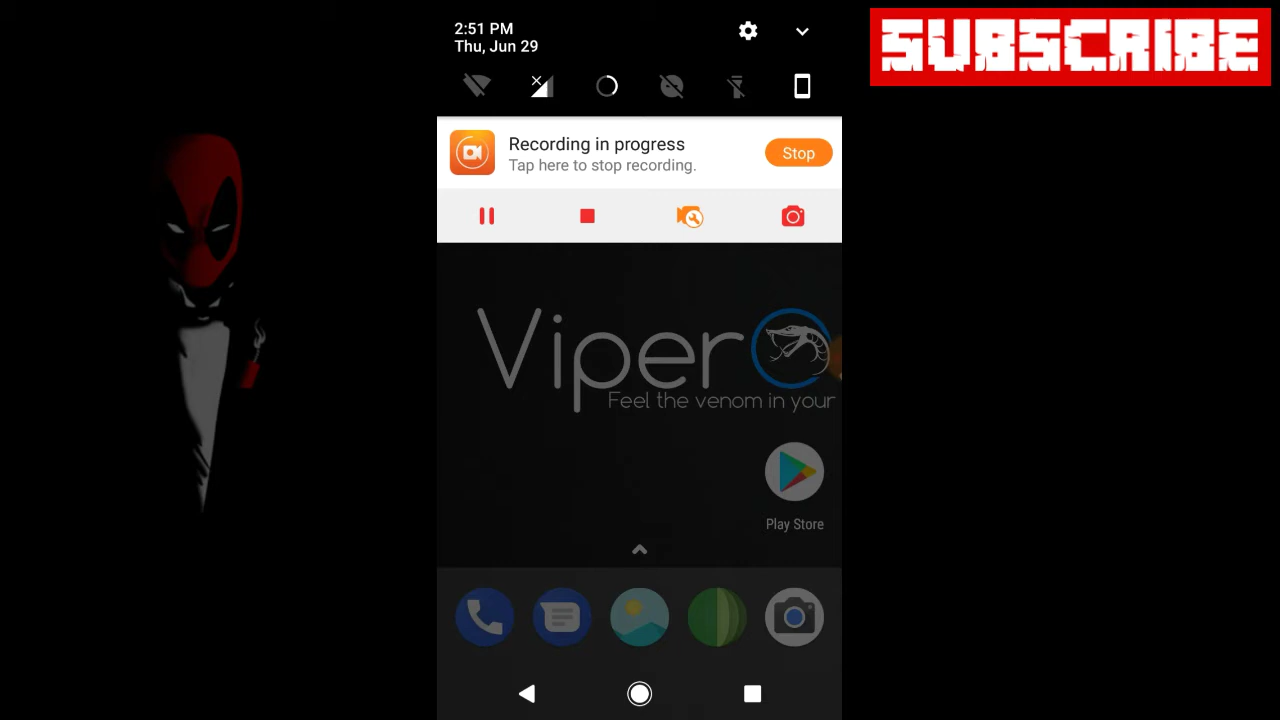 2:51 PM
Thu, Jun 29
SUBSCRIBE
Recording in progress
Tap here to stop recording.
Stop
Viper
Feel the venom in your
Play Store